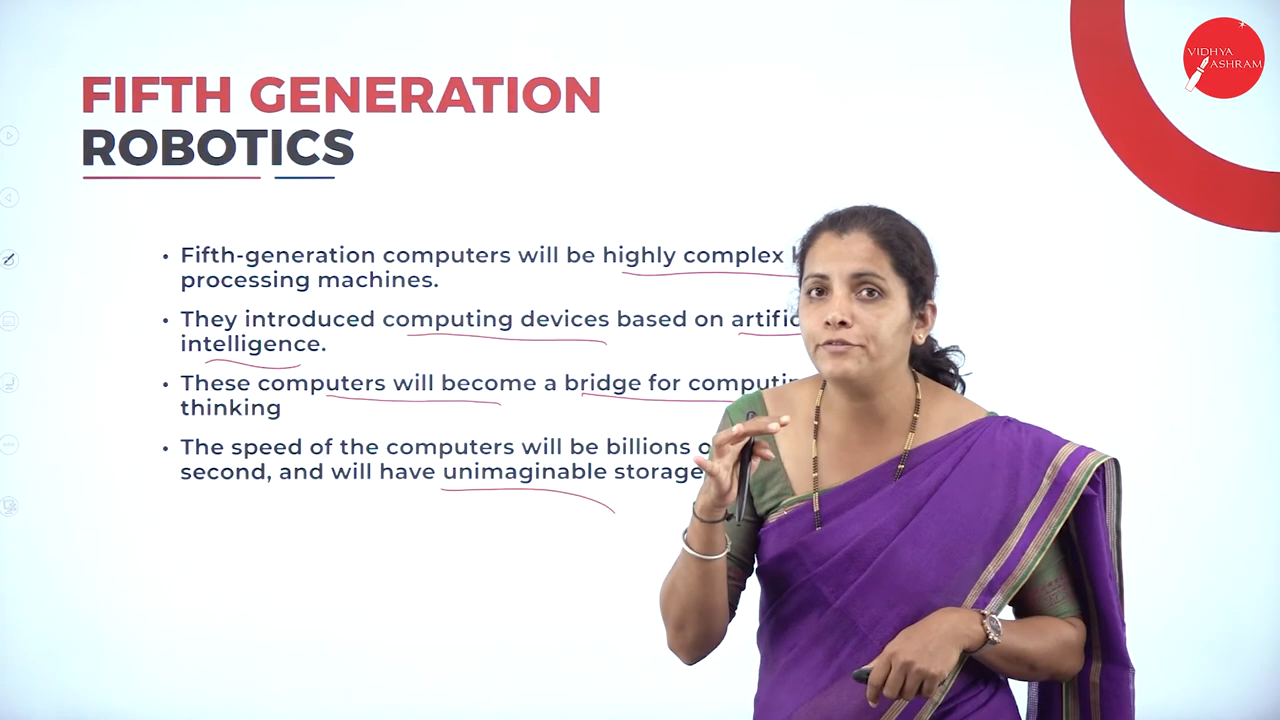 VIDHYA
ASHRAM
FIFTH GENERATION
ROBOTICS
• Fifth-generation computers will be highly complex
processing machines.
• They introduced computing devices based on
intelligence.
• These computers will become a bridge for
thinking
• The speed of the computers will be billions
second, and will have unimaginable storage